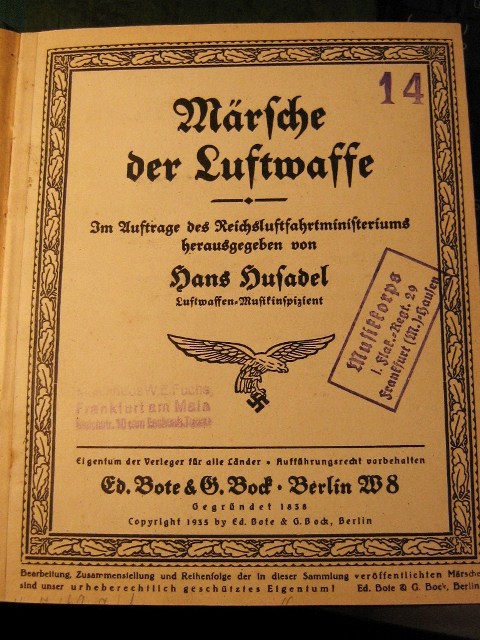 14
Märsche
der Luftwaffe
Im Auftrage des Reichsluftfahrtministeriums
herausgegeben von
Hans Husadel
Luftwaffen-Musikinspizient
Musikkorps
I. Flak.-Regt. 29
Frankfurt (M.)-Hausen
W.E. Fuchs,
Frankfurt am Main
Eigentum der Verleger für alle Länder • Aufführungsrecht vorbehalten
Ed. Bote & G. Bock • Berlin W 8
Gegründet 1838
Copyright 1935 by Ed. Bote & G. Bock, Berlin
Bearbeitung, Zusammenstellung und Reihenfolge der in dieser Sammlung veröffentlichten Märsche
sind unser urheberrechtlich geschütztes Eigentum! Ed. Bote & G. Bock, Berlin